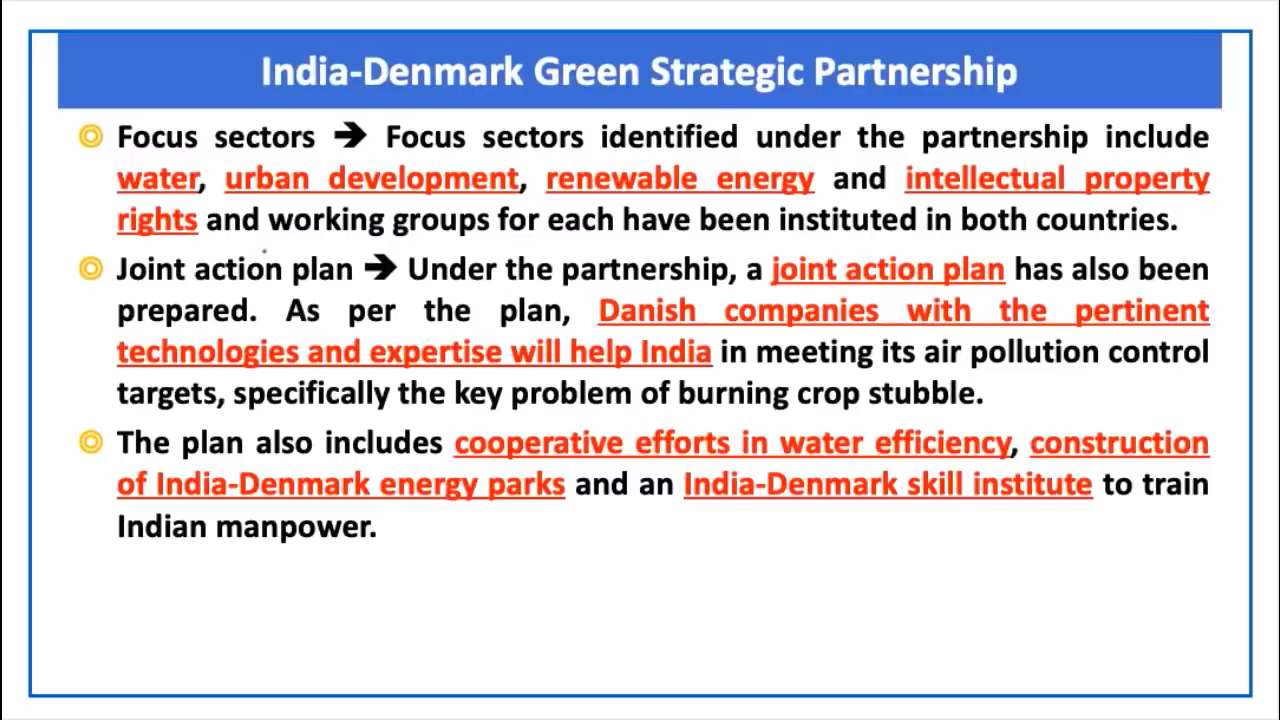 India-Denmark Green Strategic Partnership
Focus sectors ➔ Focus sectors identified under the partnership include
water, urban development, renewable energy and intellectual property
rights and working groups for each have been instituted in both countries.
Joint action plan ➔ Under the partnership, a joint action plan has also been
prepared. As per the plan, Danish companies with the pertinent
technologies and expertise will help India in meeting its air pollution control
targets, specifically the key problem of burning crop stubble.
The plan also includes cooperative efforts in water efficiency, construction
of India-Denmark energy parks and an India-Denmark skill institute to train
Indian manpower.